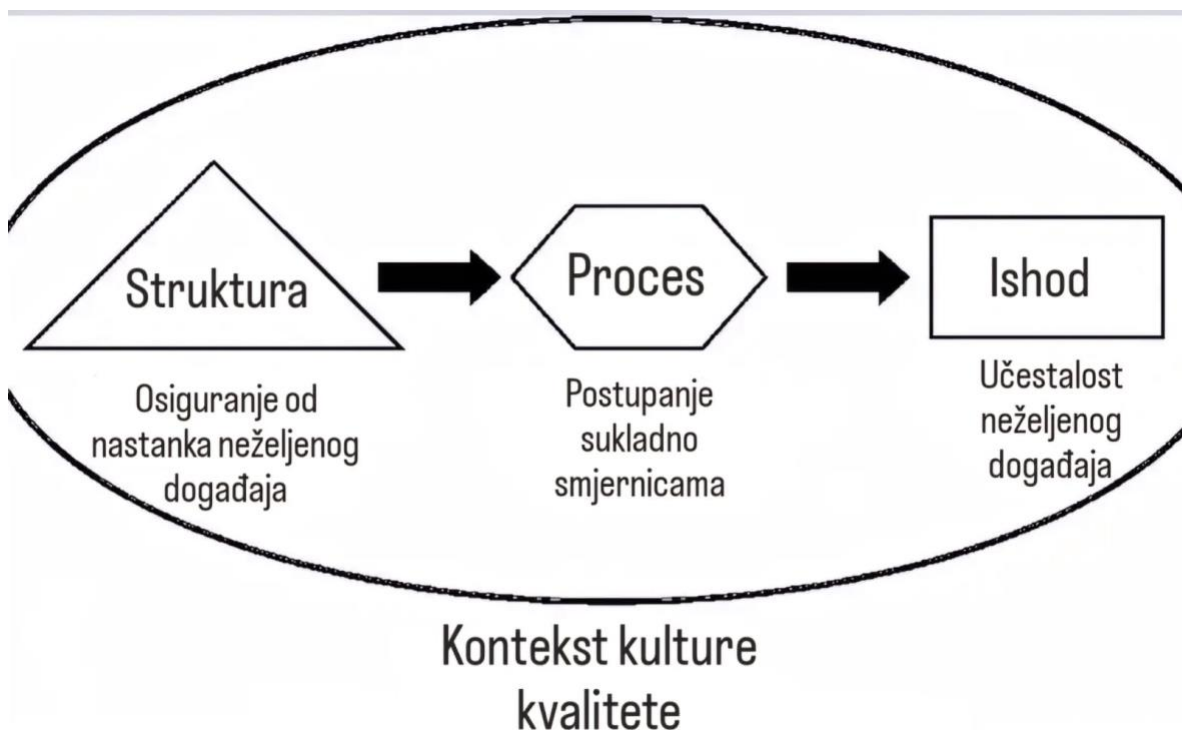 Struktura
Proces
Ishod
Osiguranje od
nastanka neželjenog
događaja
Postupanje
sukladno
smjernicama
Učestalost
neželjenog
događaja
Kontekst kulture
kvalitete